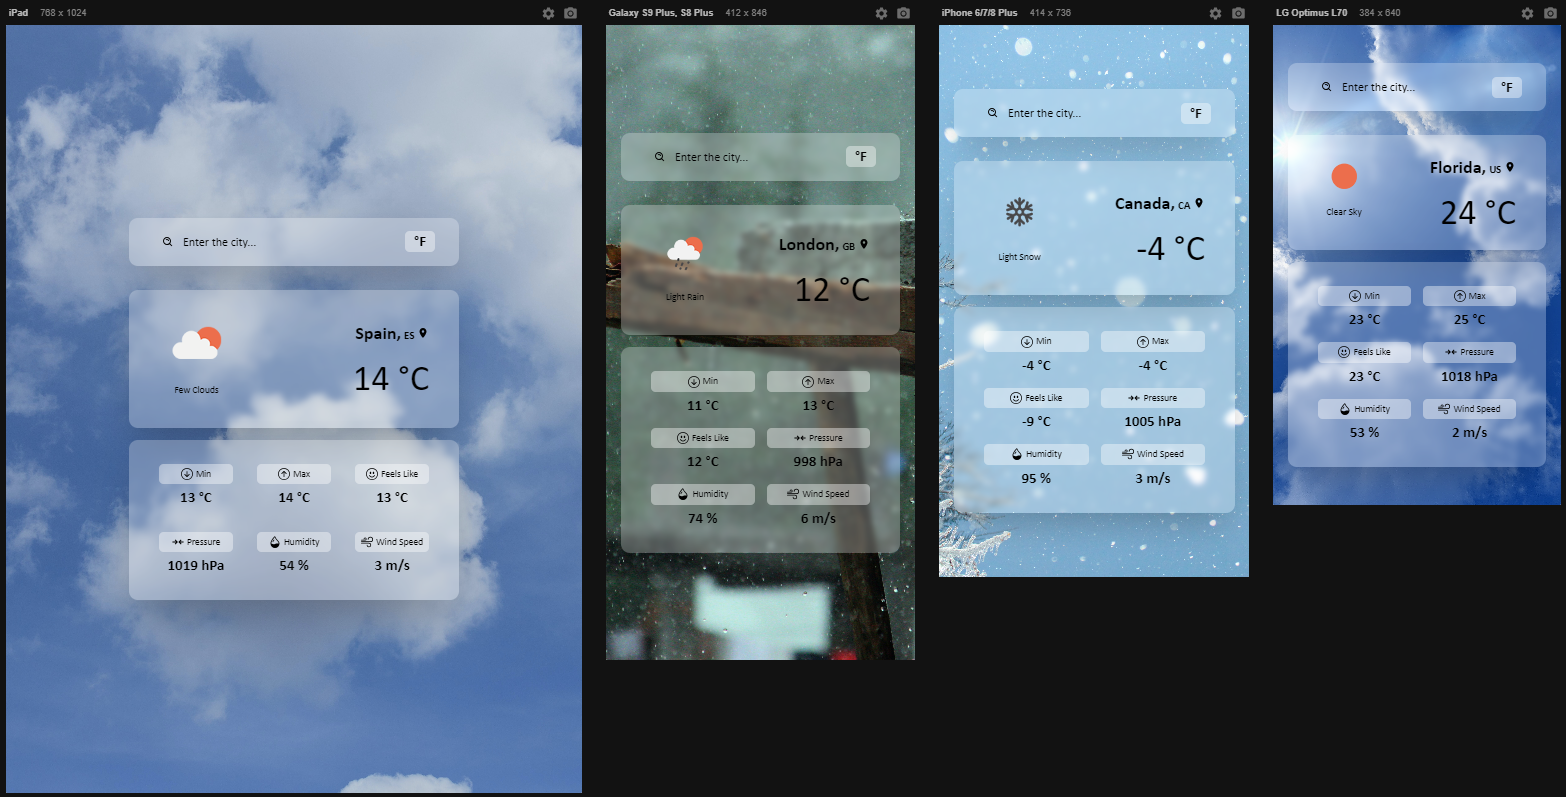 iPad 768 x 1024
Enter the city... °F
Spain, ES
14 °C
Few Clouds
Min Max Feels Like
13 °C 14 °C 13 °C
Pressure Humidity Wind Speed
1019 hPa 54 % 3 m/s
Galaxy S9 Plus, S8 Plus 412 x 846
Enter the city... °F
London, GB
12 °C
Light Rain
Min Max
11 °C 13 °C
Feels Like Pressure
12 °C 998 hPa
Humidity Wind Speed
74 % 6 m/s
iPhone 6/7/8 Plus 414 x 736
Enter the city... °F
Canada, CA
-4 °C
Light Snow
Min Max
-4 °C -4 °C
Feels Like Pressure
-9 °C 1005 hPa
Humidity Wind Speed
95 % 3 m/s
LG Optimus L70 384 x 640
Enter the city... °F
Florida, US
24 °C
Clear Sky
Min Max
23 °C 25 °C
Feels Like Pressure
23 °C 1018 hPa
Humidity Wind Speed
53 % 2 m/s